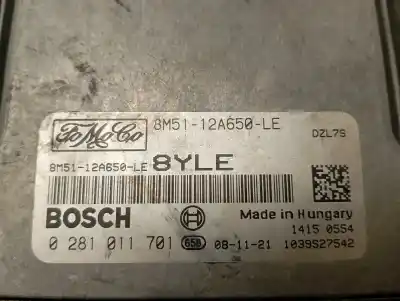 FoMoCo 8M51-12A650-LE
DZL7S
8M51-12A650-LE 8YLE
BOSCH Made in Hungary
1415 0554
0 281 011 701 658 08-11-21 1039S27542